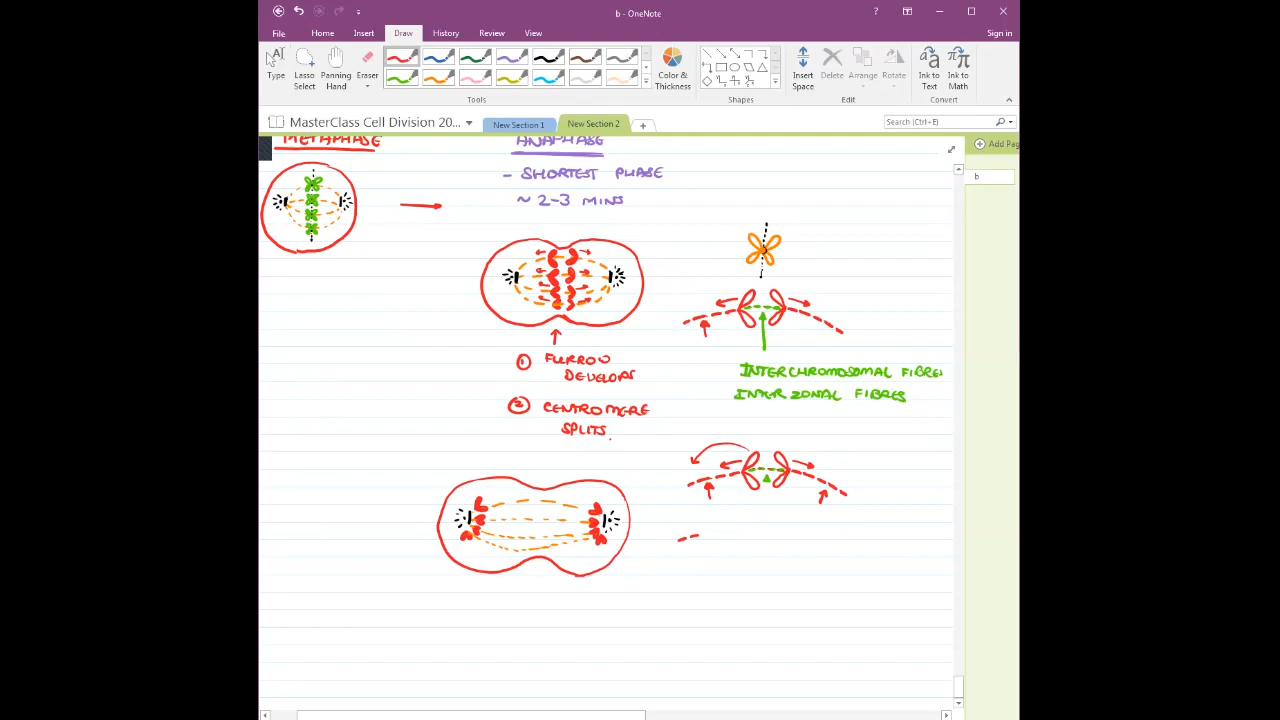 b - OneNote
?
Sign in
File
Home
Insert
Draw
History
Review
View
Type
Lasso
Select
Panning
Hand
Eraser
Color &
Thickness
Insert
Space
Delete
Arrange
Rotate
Ink to
Text
Ink to
Math
Tools
Shapes
Edit
Convert
MasterClass Cell Division 20...
New Section 1
New Section 2
Search (Ctrl+E)
Add Pag
b
METAPHASE
ANAPHASE
- SHORTEST PHASE
~ 2-3 MINS
① FURROW
DEVELOPS
② CENTROMERE
SPLITS.
INTERCHROMOSOMAL FIBRES
INTERZONAL FIBRES